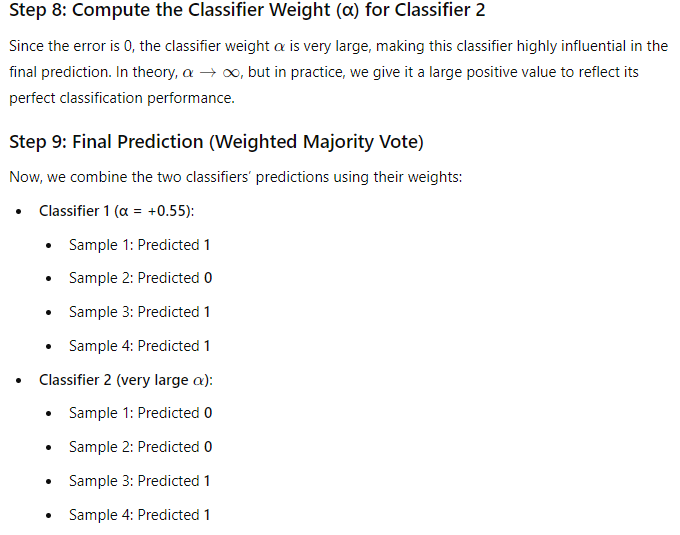 Step 8: Compute the Classifier Weight (α) for Classifier 2
Since the error is 0, the classifier weight α is very large, making this classifier highly influential in the
final prediction. In theory, α → ∞, but in practice, we give it a large positive value to reflect its
perfect classification performance.
Step 9: Final Prediction (Weighted Majority Vote)
Now, we combine the two classifiers' predictions using their weights:
• Classifier 1 (α = +0.55):
• Sample 1: Predicted 1
• Sample 2: Predicted 0
• Sample 3: Predicted 1
• Sample 4: Predicted 1
• Classifier 2 (very large α):
• Sample 1: Predicted 0
• Sample 2: Predicted 0
• Sample 3: Predicted 1
• Sample 4: Predicted 1